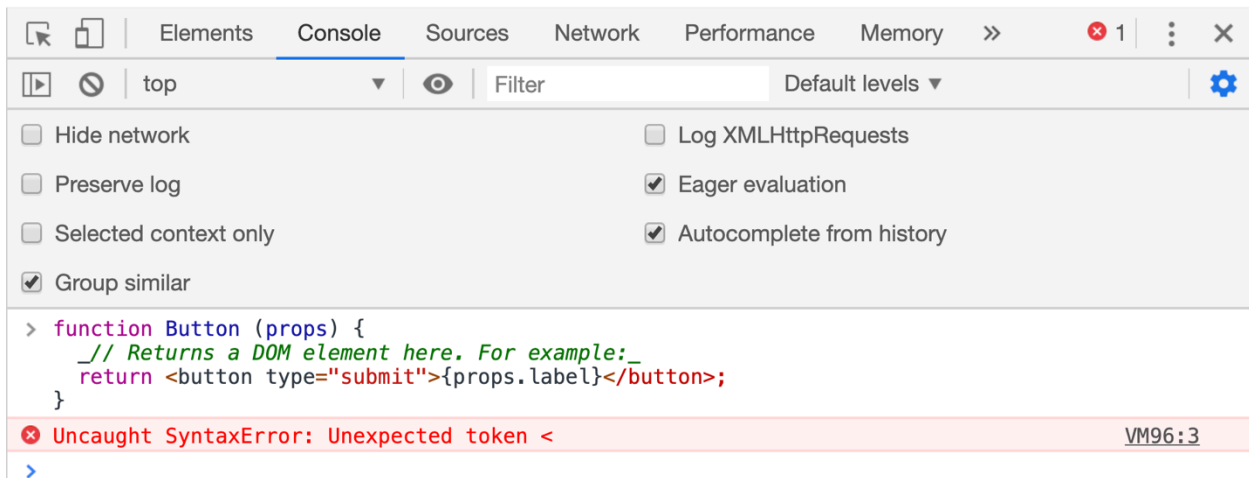 Elements Console Sources Network Performance Memory » 1
top ▼ Filter Default levels ▼
Hide network Log XMLHttpRequests
Preserve log Eager evaluation
Selected context only Autocomplete from history
Group similar
> function Button (props) {
_// Returns a DOM element here. For example:_
return <button type="submit">{props.label}</button>;
}
Uncaught SyntaxError: Unexpected token < VM96:3
>